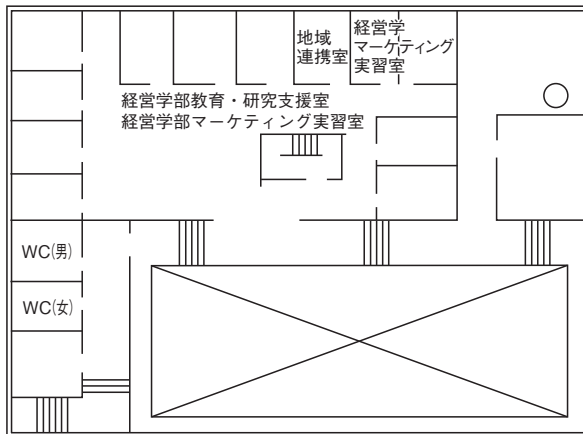 地域
連携室
経営学
マーケティング
実習室
経営学部教育・研究支援室
経営学部マーケティング実習室
WC(男)
WC(女)